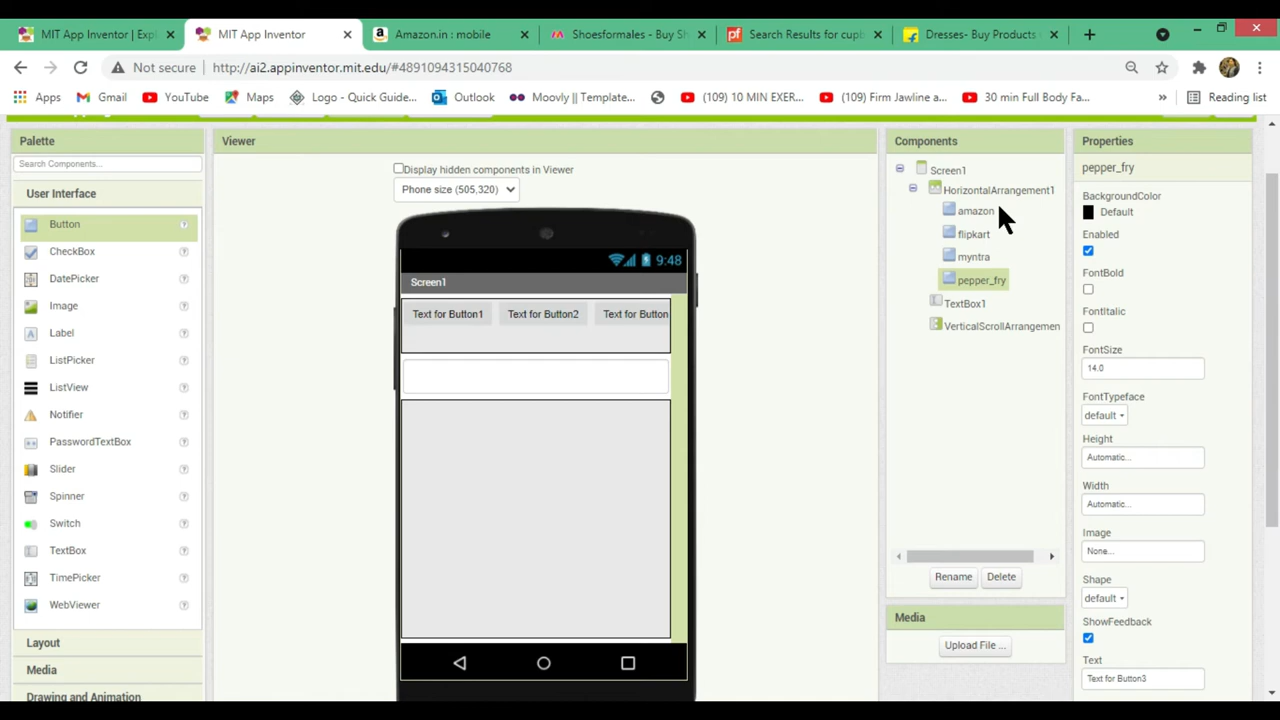 MIT App Inventor | Expl
MIT App Inventor
Amazon.in : mobile
Shoesformales - Buy Sh
Search Results for cupb
Dresses- Buy Products
Not secure
http://ai2.appinventor.mit.edu/#4891094315040768
Apps
Gmail
YouTube
Maps
Logo - Quick Guide...
Outlook
Moovly || Template...
(109) 10 MIN EXER...
(109) Firm Jawline a...
30 min Full Body Fa...
Reading list
Palette
Search Components...
User Interface
Button
CheckBox
DatePicker
Image
Label
ListPicker
ListView
Notifier
PasswordTextBox
Slider
Spinner
Switch
TextBox
TimePicker
WebViewer
Layout
Media
Drawing and Animation
Viewer
Display hidden components in Viewer
Phone size (505,320)
9:48
Screen1
Text for Button1
Text for Button2
Text for Button
Components
Screen1
HorizontalArrangement1
amazon
flipkart
myntra
pepper_fry
TextBox1
VerticalScrollArrangemen
Rename
Delete
Media
Upload File ...
Properties
pepper_fry
BackgroundColor
Default
Enabled
FontBold
FontItalic
FontSize
14.0
FontTypeface
default
Height
Automatic...
Width
Automatic...
Image
None...
Shape
default
ShowFeedback
Text
Text for Button3